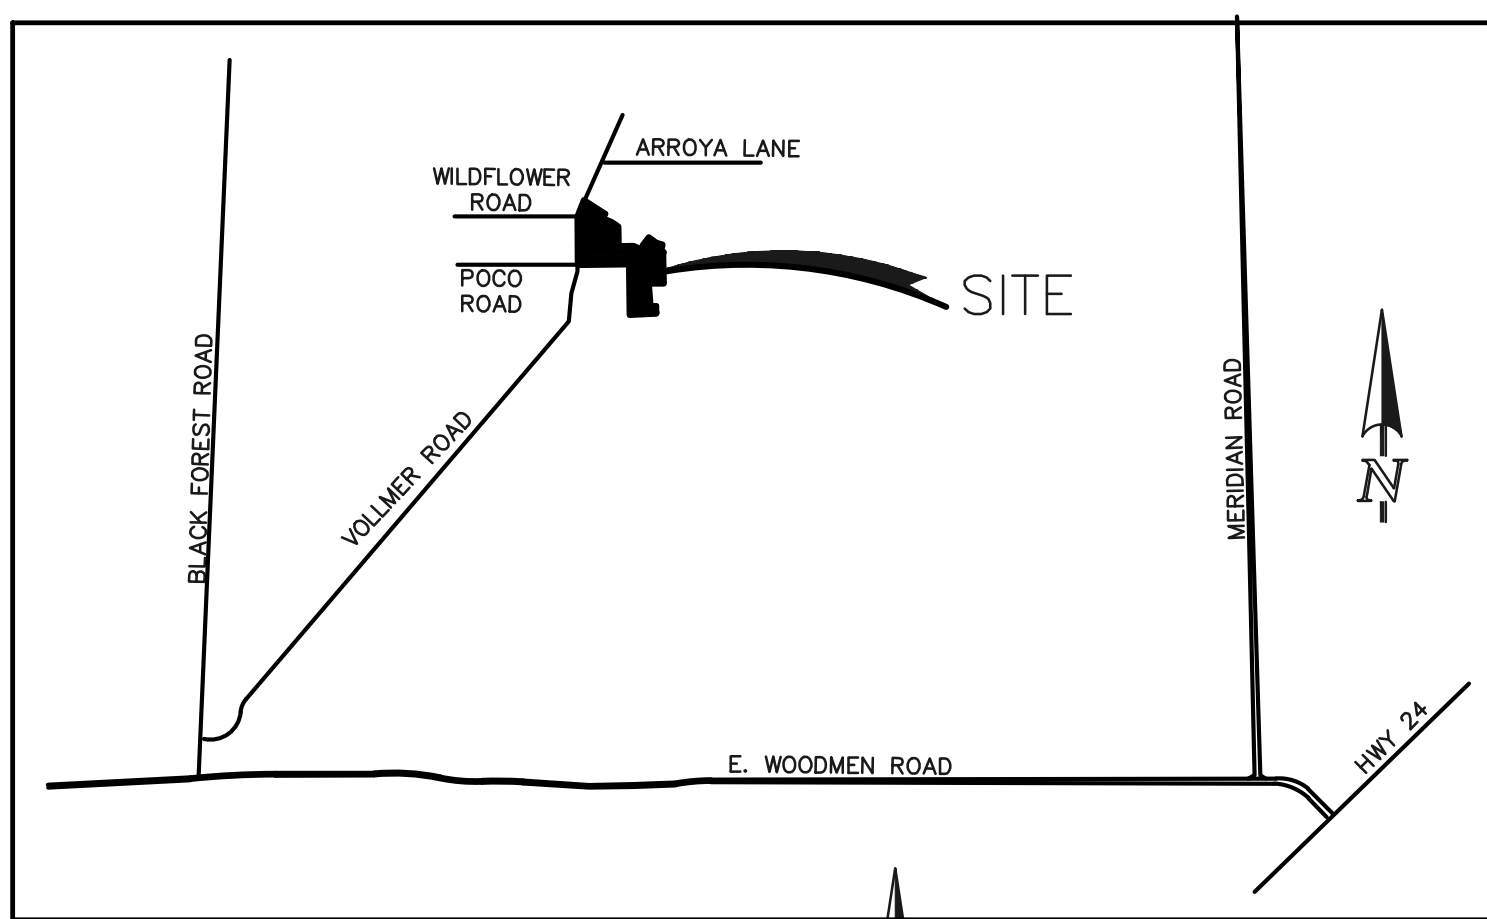 ARROYA LANE
WILDFLOWER
ROAD
POCO
ROAD
SITE
BLACK FOREST ROAD
VOLLMER ROAD
MERIDIAN ROAD
N
E. WOODMEN ROAD
HWY 24